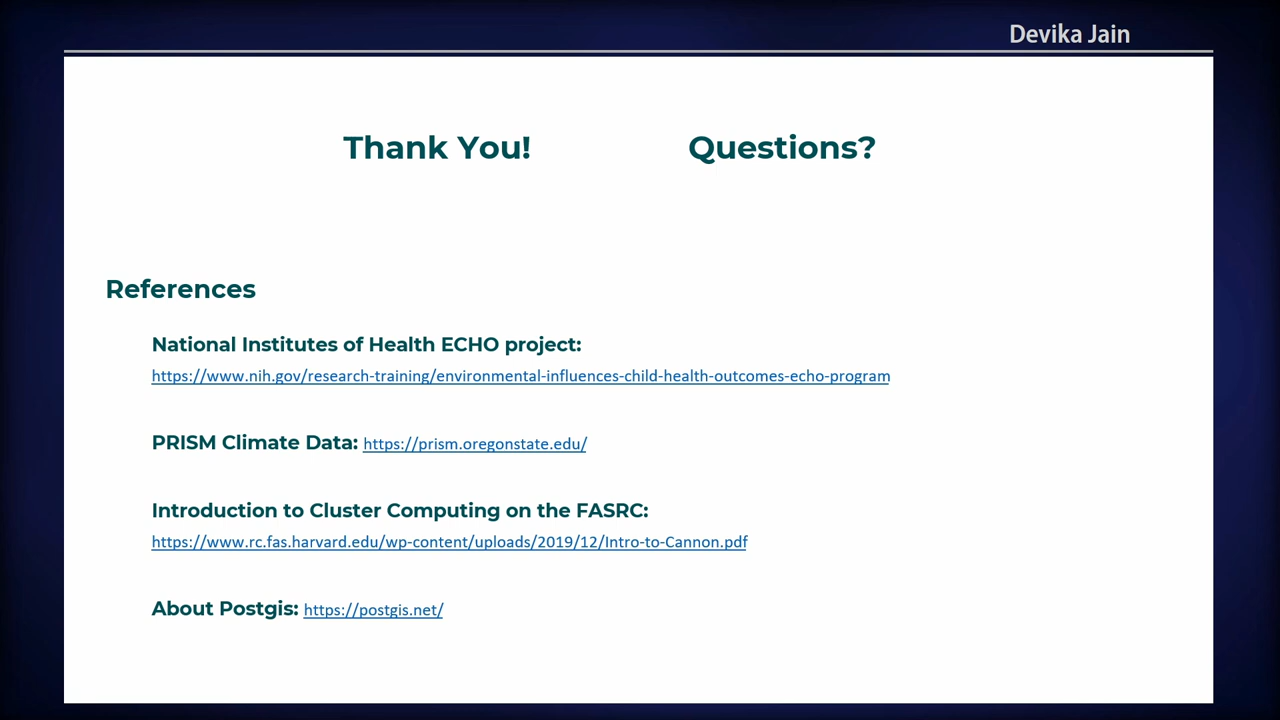 Devika Jain
Thank You! Questions?
References
National Institutes of Health ECHO project:
https://www.nih.gov/research-training/environmental-influences-child-health-outcomes-echo-program
PRISM Climate Data: https://prism.oregonstate.edu/
Introduction to Cluster Computing on the FASRC:
https://www.rc.fas.harvard.edu/wp-content/uploads/2019/12/Intro-to-Cannon.pdf
About Postgis: https://postgis.net/